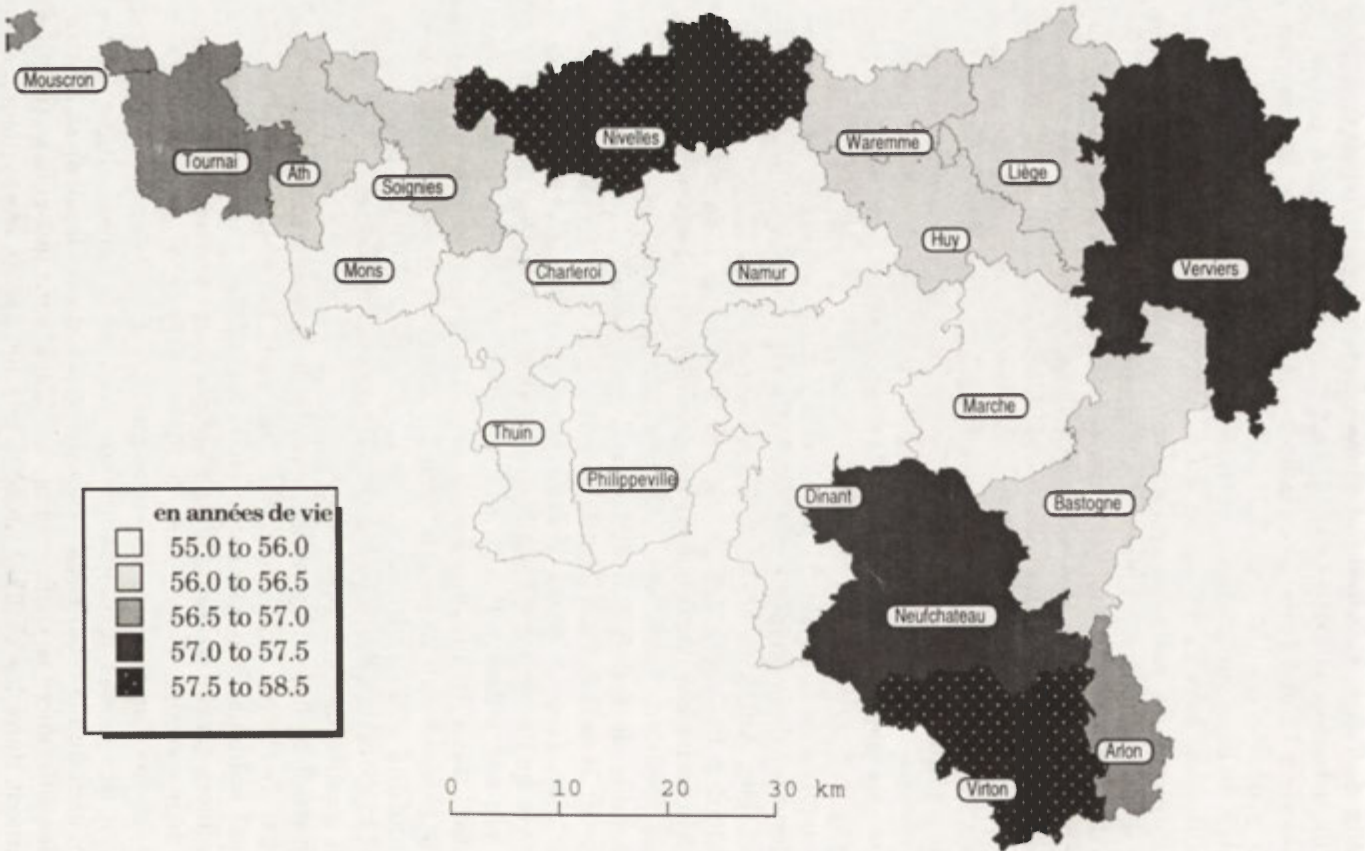 Mouscron
Tournai
Ath
Soignies
Nivelles
Waremme
Liège
Huy
Mons
Charleroi
Namur
Verviers
Marche
Thuin
Philippeville
Dinant
Bastogne
Neufchateau
Arlon
Virton
en années de vie
55.0 to 56.0
56.0 to 56.5
56.5 to 57.0
57.0 to 57.5
57.5 to 58.5
0 10 20 30 km